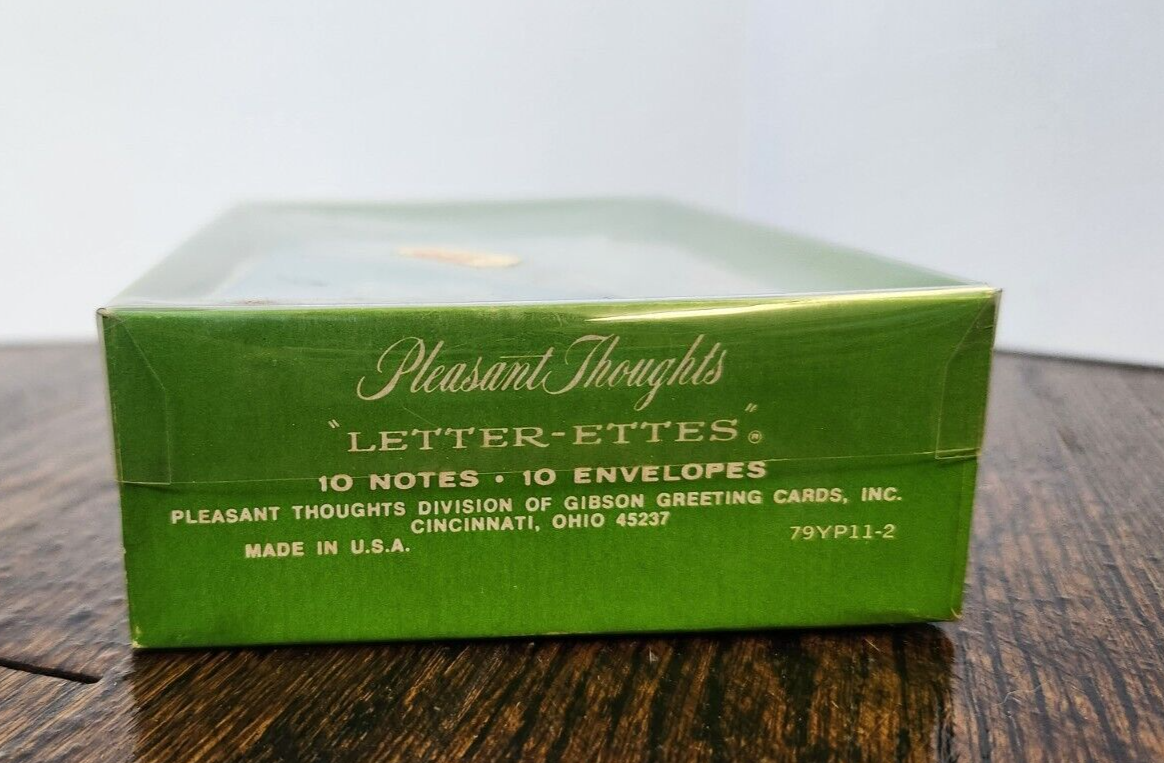 Pleasant Thoughts
"LETTER-ETTES"®
10 NOTES • 10 ENVELOPES
PLEASANT THOUGHTS DIVISION OF GIBSON GREETING CARDS, INC.
CINCINNATI, OHIO 45237
MADE IN U.S.A.
79YP11-2